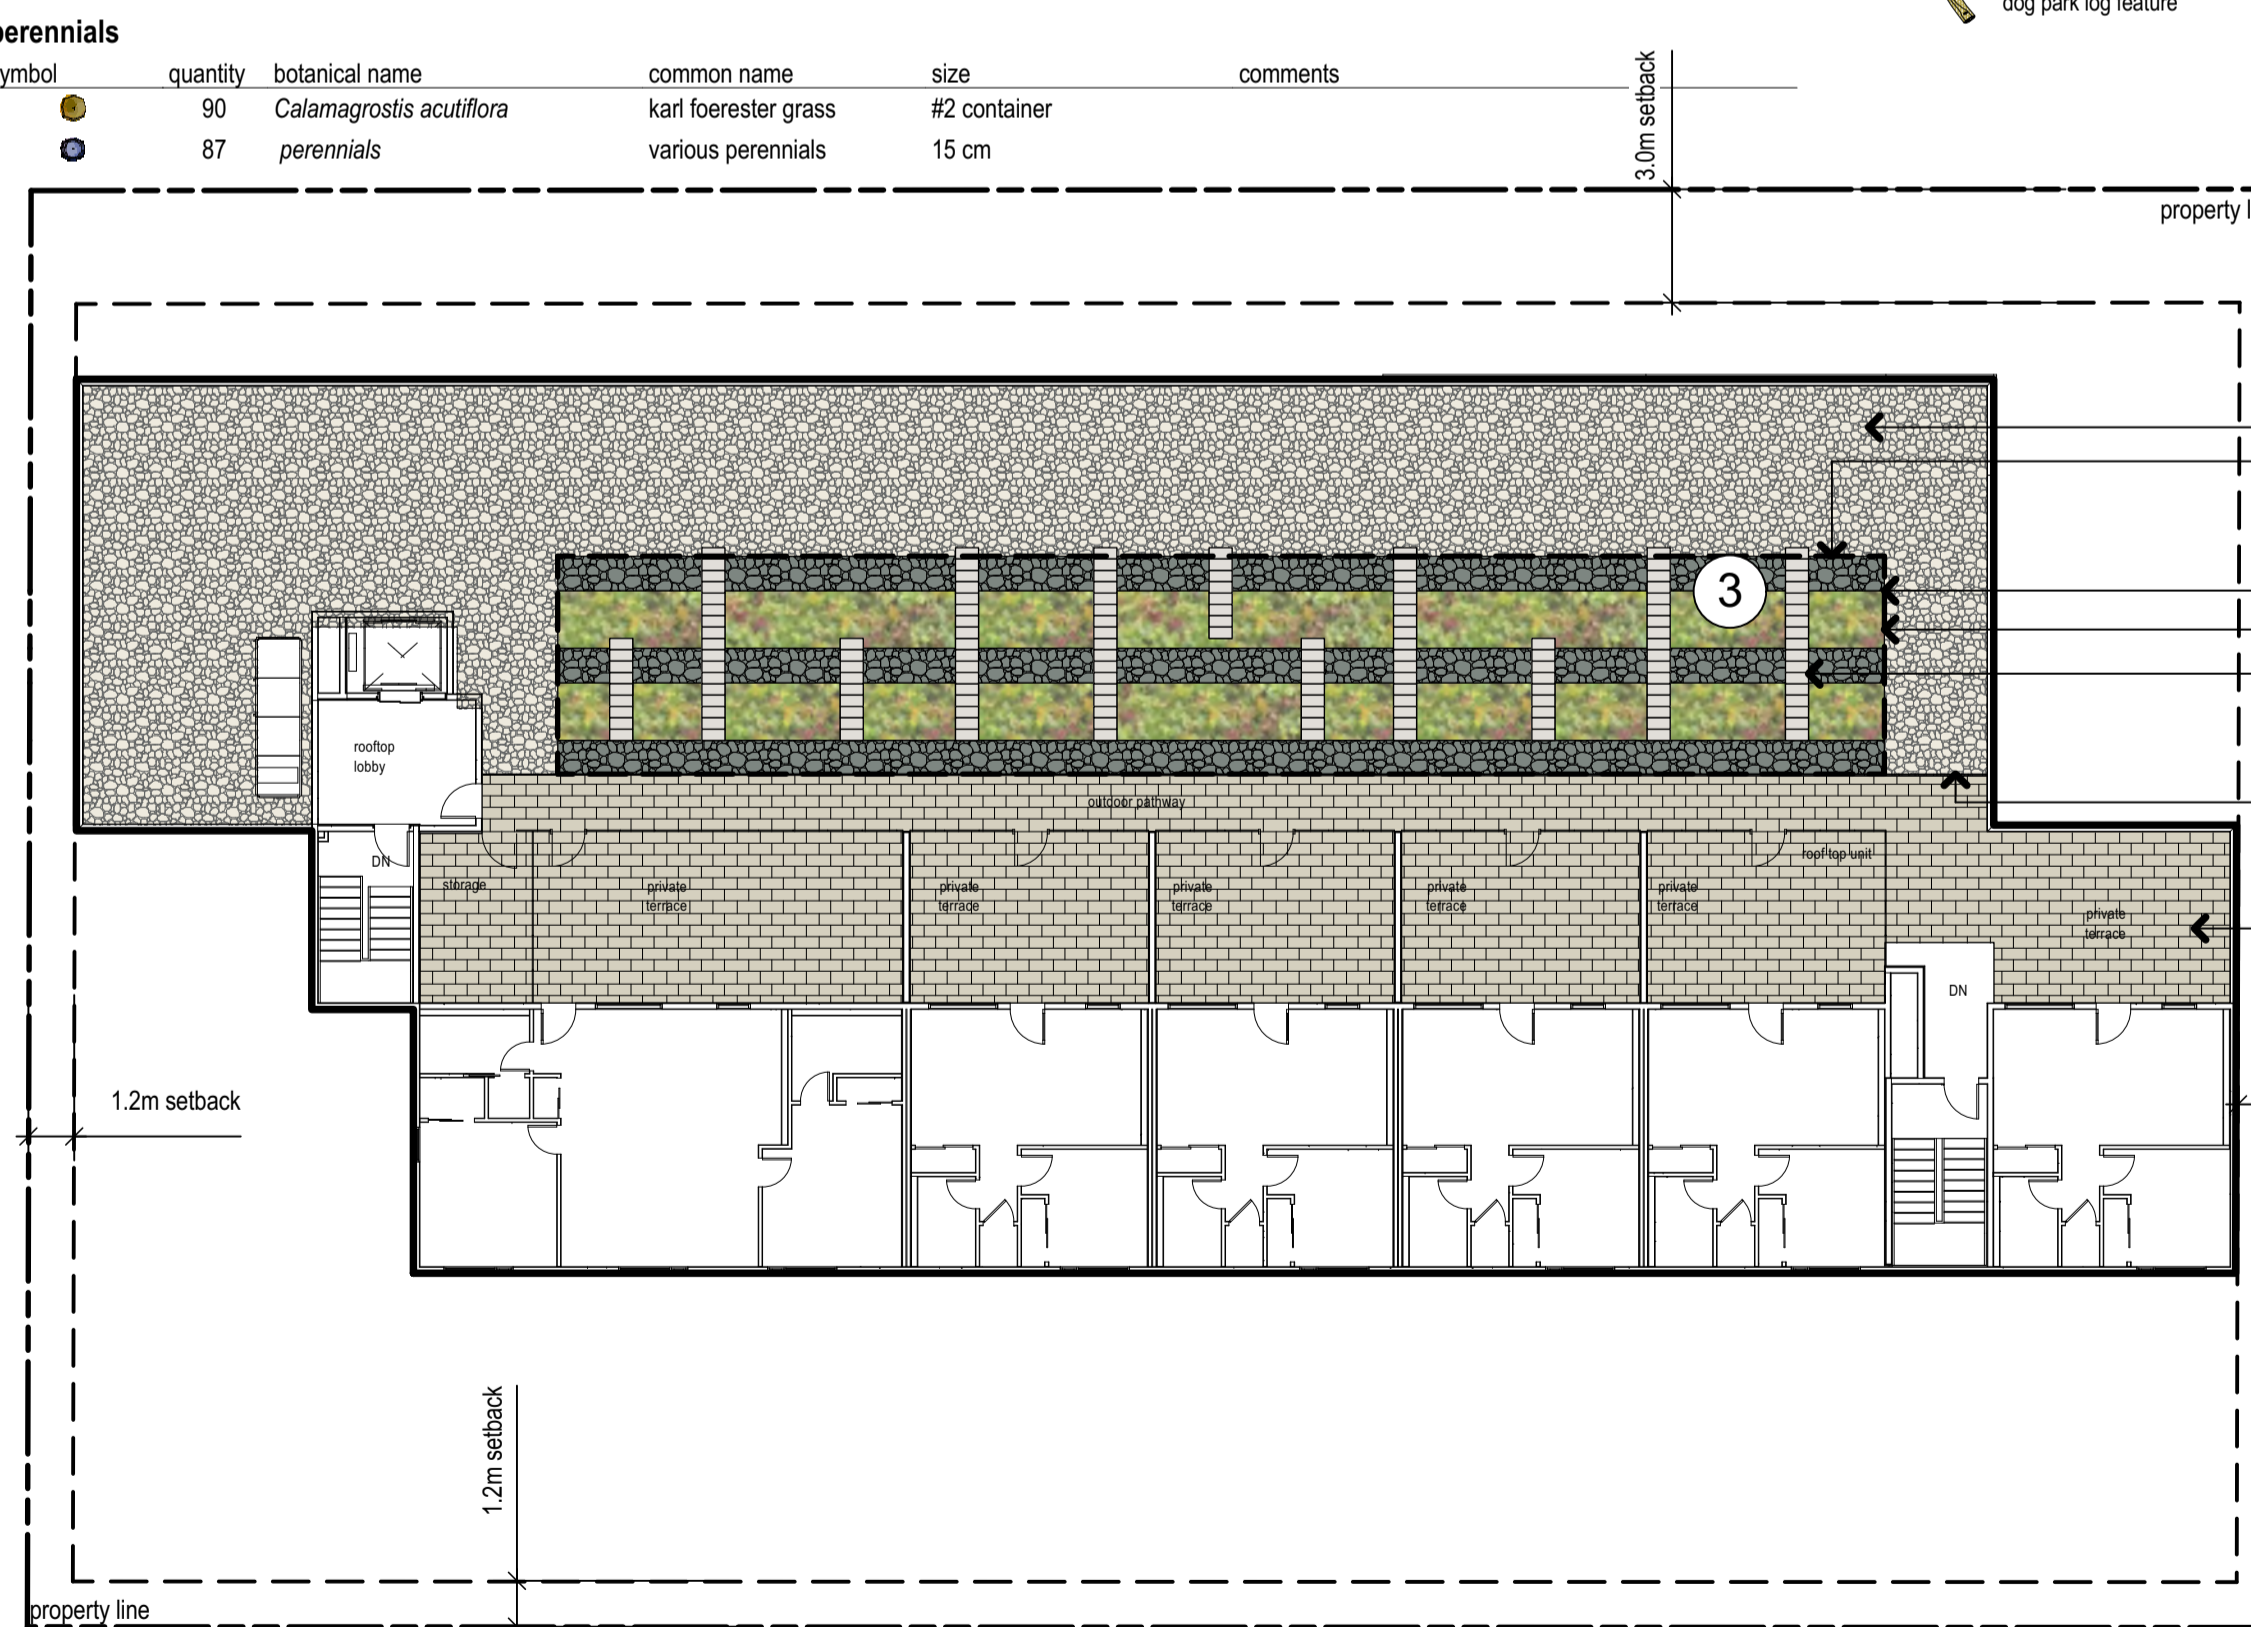 dog park log feature
perennials
ymbol quantity botanical name common name size comments
90 Calamagrostis acutiflora karl foerester grass #2 container
87 perennials various perennials 15 cm
3.0m setback
property l
3
rooftop
lobby
outdoor pathway
DN
storage
private
terrace
private
terrace
private
terrace
private
terrace
private
terrace
roof top unit
private
terrace
DN
1.2m setback
1.2m setback
property line